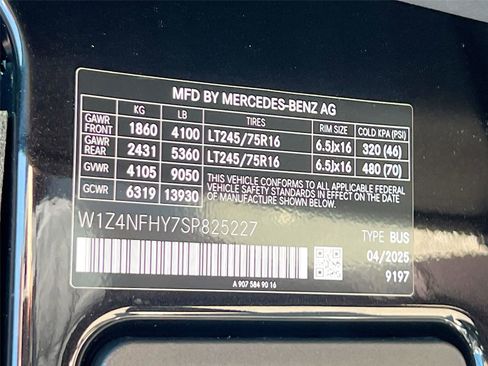 MFD BY MERCEDES-BENZ AG
KG LB TIRES RIM SIZE COLD KPA (PSI)
GAWR FRONT 1860 4100 LT245/75R16 6.5Jx16 320 (46)
GAWR REAR 2431 5360 LT245/75R16 6.5Jx16 480 (70)
GVWR 4105 9050
GCWR 6319 13930
THIS VEHICLE CONFORMS TO ALL APPLICABLE FEDERAL
VEHICLE SAFETY STANDARDS IN EFFECT ON THE DATE
OF MANUFACTURE SHOWN ABOVE.
W1Z4NFHY7SP825227
TYPE BUS
04/2025
9197
A 907 584 90 16